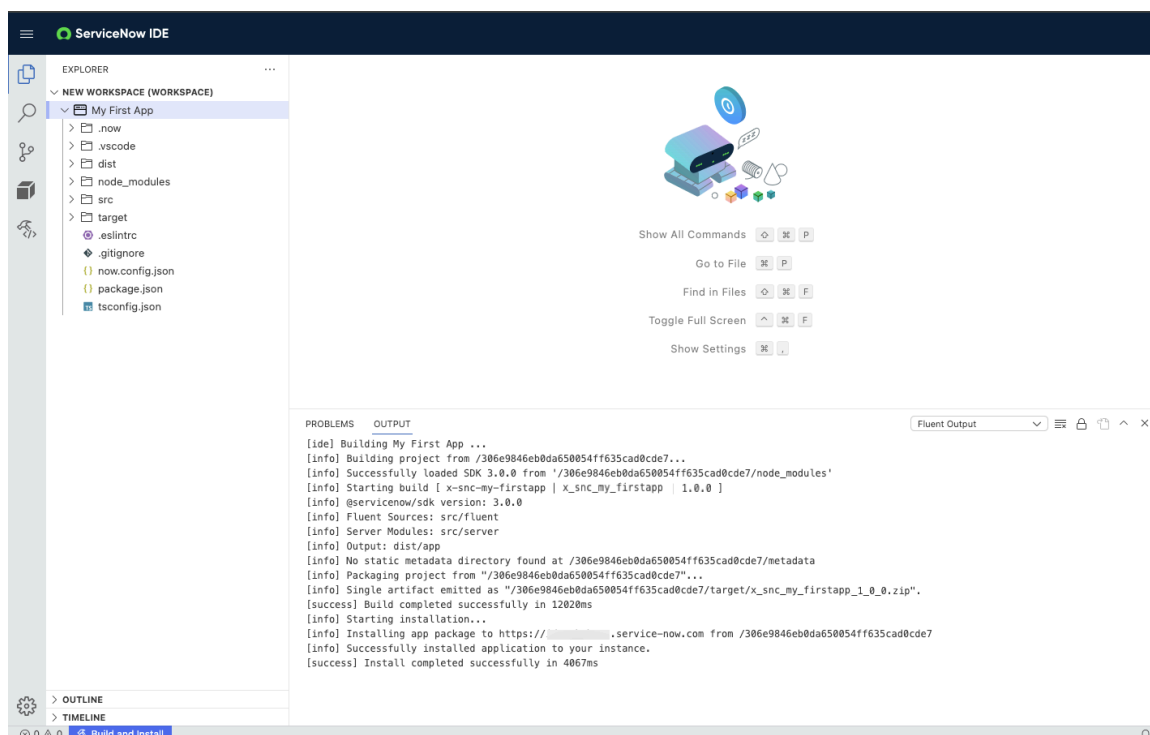 ServiceNow IDE
EXPLORER
NEW WORKSPACE (WORKSPACE)
My First App
.now
.vscode
dist
node_modules
src
target
.eslintrc
.gitignore
now.config.json
package.json
tsconfig.json
OUTLINE
TIMELINE
Show All Commands ⇧ ⌘ P
Go to File ⌘ P
Find in Files ⇧ ⌘ F
Toggle Full Screen ^ ⌘ F
Show Settings ⌘ ,
PROBLEMS OUTPUT Fluent Output
[ide] Building My First App ...
[info] Building project from /306e9846eb0da650054ff635cad0cde7...
[info] Successfully loaded SDK 3.0.0 from '/306e9846eb0da650054ff635cad0cde7/node_modules'
[info] Starting build [ x-snc-my-firstapp | x_snc_my_firstapp | 1.0.0 ]
[info] @servicenow/sdk version: 3.0.0
[info] Fluent Sources: src/fluent
[info] Server Modules: src/server
[info] Output: dist/app
[info] No static metadata directory found at /306e9846eb0da650054ff635cad0cde7/metadata
[info] Packaging project from "/306e9846eb0da650054ff635cad0cde7"...
[info] Single artifact emitted as "/306e9846eb0da650054ff635cad0cde7/target/x_snc_my_firstapp_1_0_0.zip".
[success] Build completed successfully in 12020ms
[info] Starting installation...
[info] Installing app package to https:// .service-now.com from /306e9846eb0da650054ff635cad0cde7
[info] Successfully installed application to your instance.
[success] Install completed successfully in 4067ms
0 0 Build and Install